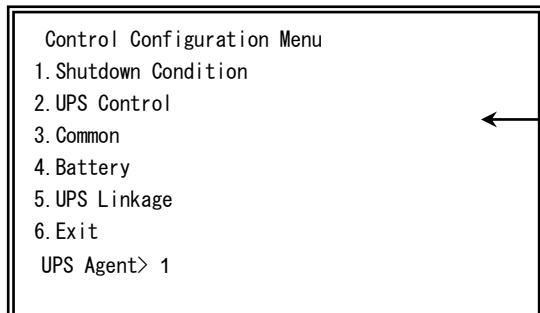 Control Configuration Menu
1.Shutdown Condition
2.UPS Control
3.Common
4.Battery
5.UPS Linkage
6.Exit
UPS Agent> 1